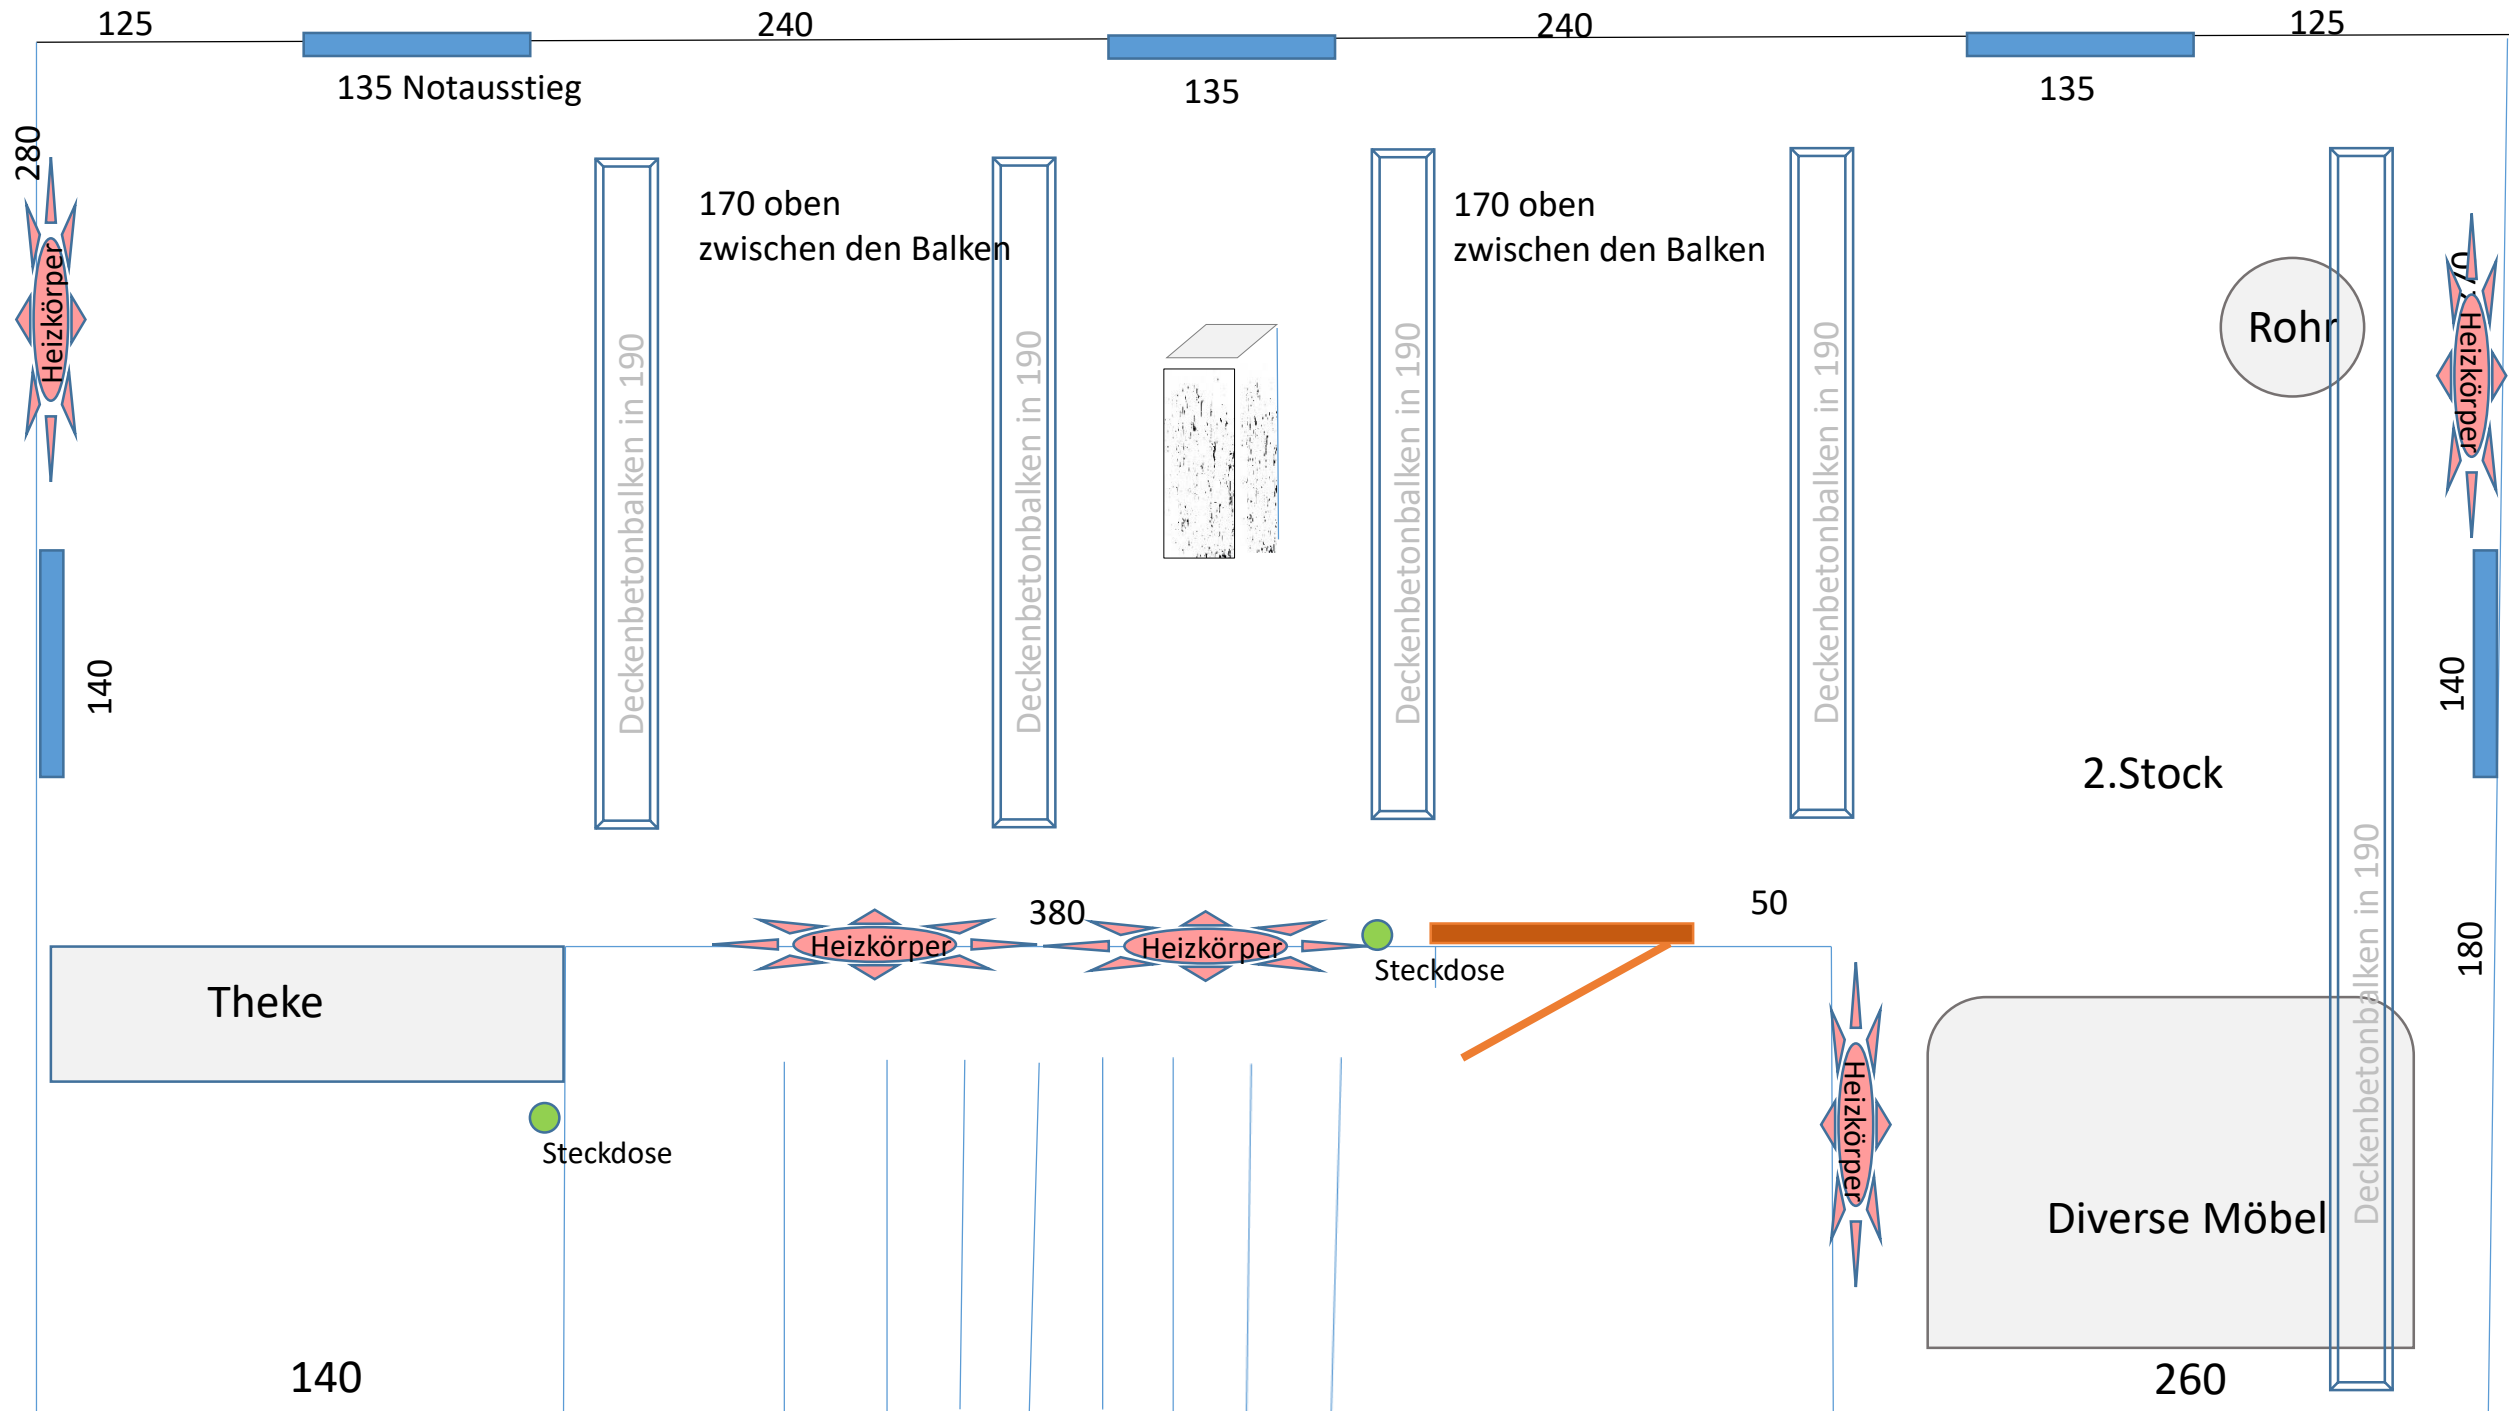 125
240
240
125
135 Notausstieg
135
135
280
170 oben
zwischen den Balken
170 oben
zwischen den Balken
Heizkörper
Deckenbetonbalken in 190
Deckenbetonbalken in 190
Deckenbetonbalken in 190
Deckenbetonbalken in 190
Rohr
Heizkörper
140
140
2.Stock
380
50
Heizkörper
Heizkörper
Steckdose
180
Theke
Steckdose
Heizkörper
Deckenbetonbalken in 190
Diverse Möbel
140
260